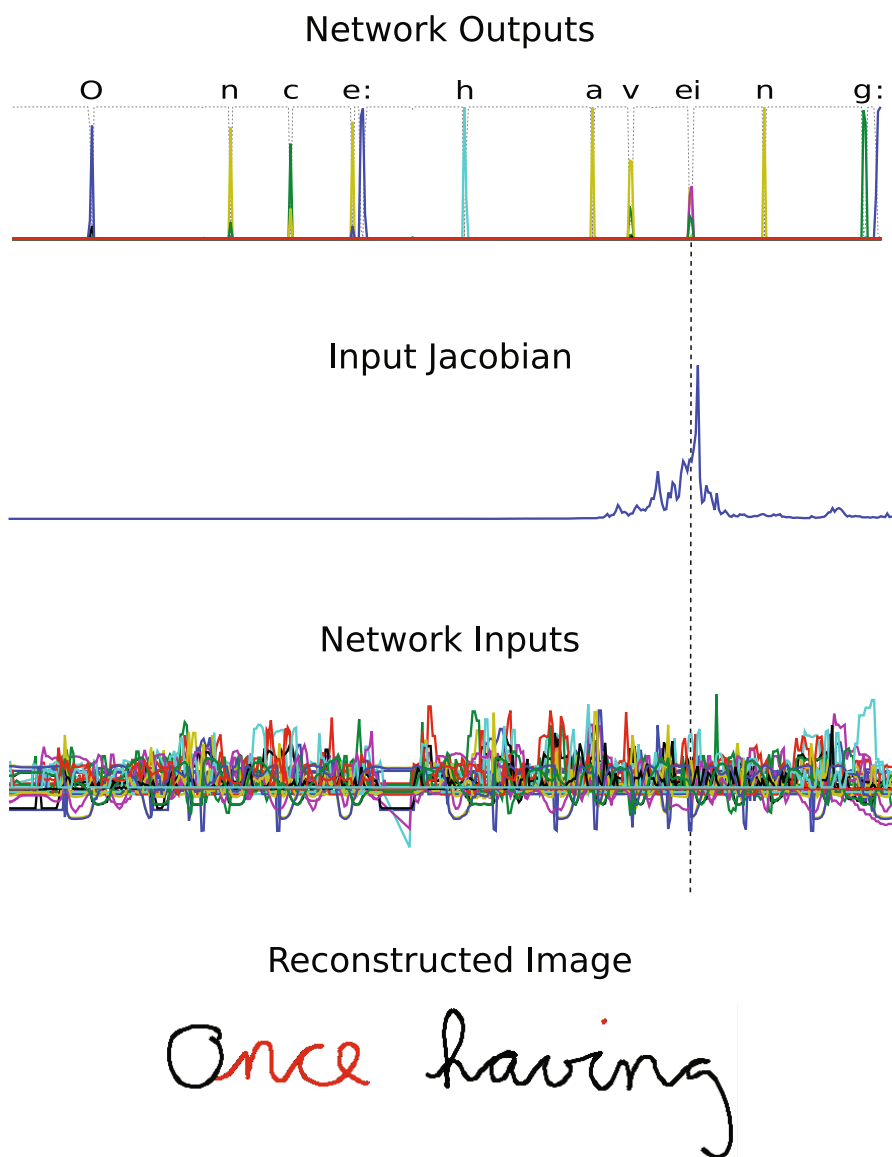 Network Outputs
O n c e: h a v ei n g:
Input Jacobian
Network Inputs
Reconstructed Image
Once having